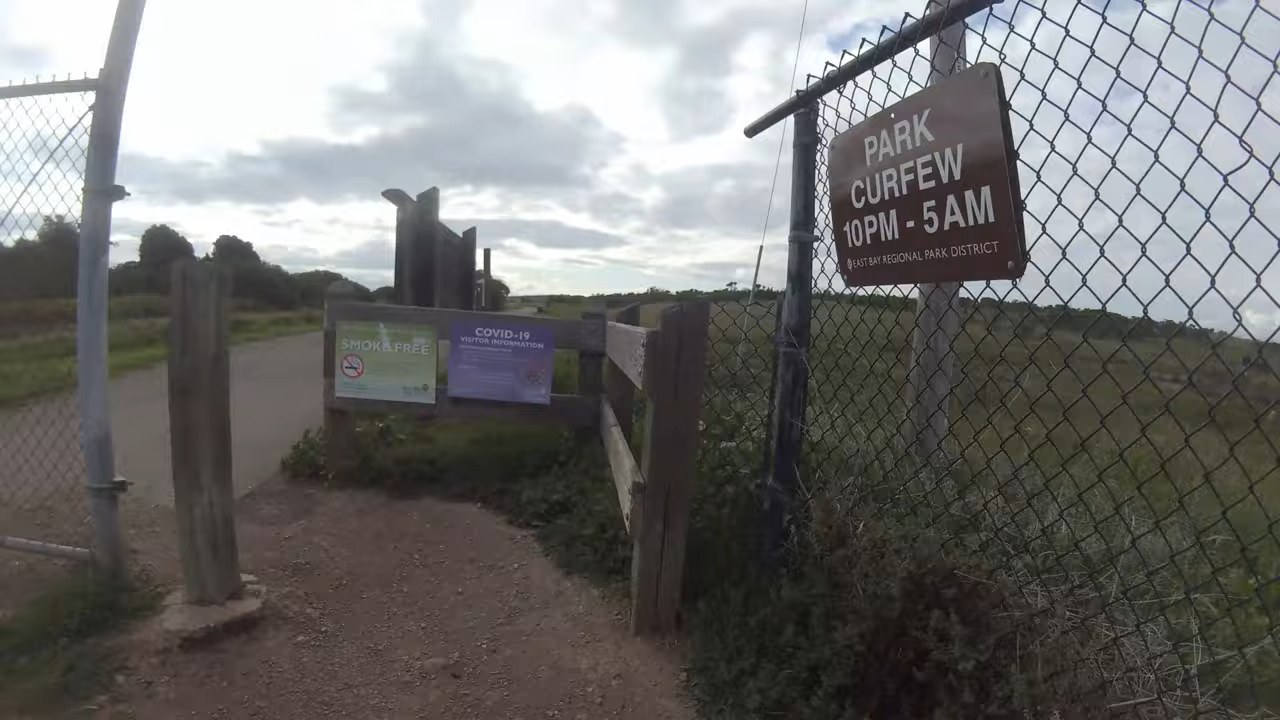 SMOKE FREE
COVID-19
VISITOR INFORMATION
PARK
CURFEW
10PM - 5AM
EAST BAY REGIONAL PARK DISTRICT